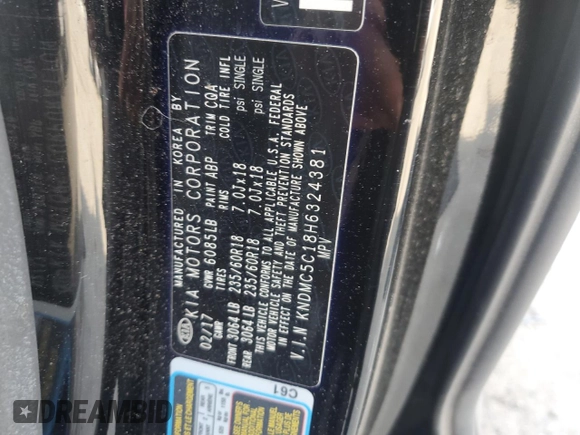 MANUFACTURED IN KOREA BY
KIA MOTORS CORPORATION
02/17 GVWR 6085LB PAINT ABP TRIM CQA
GAWR TIRES RIMS COLD TIRE INFL
FRONT 3064LB 235/60R18 7.0Jx18 psi SINGLE
REAR 3064LB 235/60R18 7.0Jx18 psi SINGLE
THIS VEHICLE CONFORMS TO ALL APPLICABLE U.S.A. FEDERAL
MOTOR VEHICLE SAFETY AND THEFT PREVENTION STANDARDS
IN EFFECT ON THE DATE OF MANUFACTURE SHOWN ABOVE
V.I.N KNDMC5C18H6324381
MPV
C61
DREAMBID